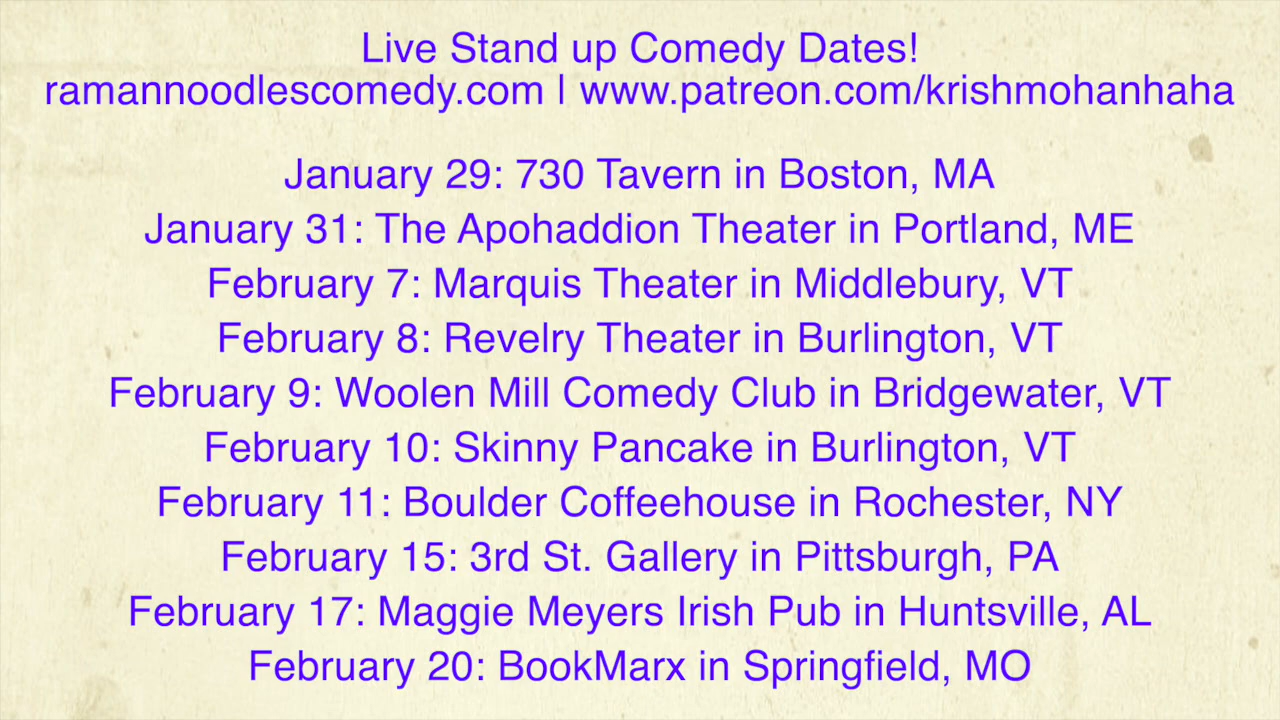 Live Stand up Comedy Dates!
ramannoodlescomedy.com | www.patreon.com/krishmohanhaha
January 29: 730 Tavern in Boston, MA
January 31: The Apohaddion Theater in Portland, ME
February 7: Marquis Theater in Middlebury, VT
February 8: Revelry Theater in Burlington, VT
February 9: Woolen Mill Comedy Club in Bridgewater, VT
February 10: Skinny Pancake in Burlington, VT
February 11: Boulder Coffeehouse in Rochester, NY
February 15: 3rd St. Gallery in Pittsburgh, PA
February 17: Maggie Meyers Irish Pub in Huntsville, AL
February 20: BookMarx in Springfield, MO